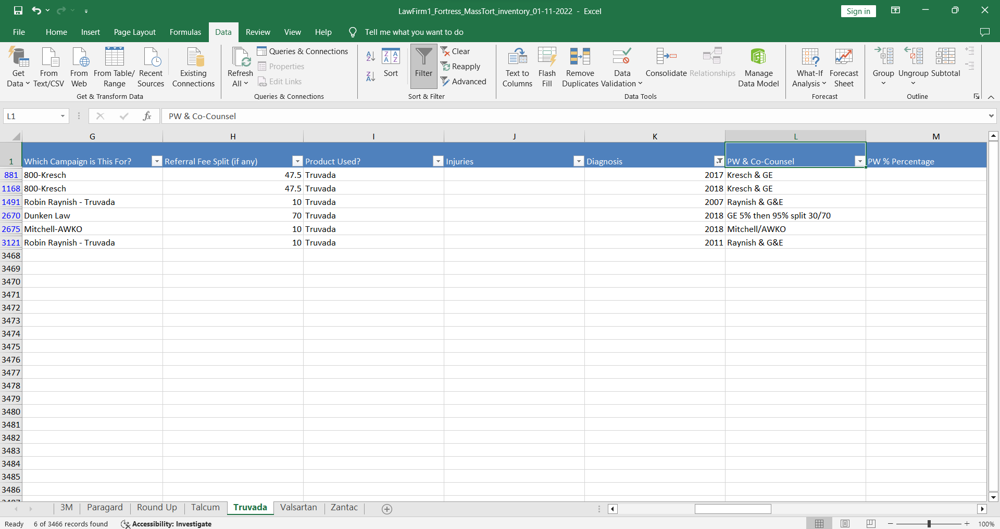 LawFirm1_Fortress_MassTort_inventory_01-11-2022 - Excel
Sign in
File Home Insert Page Layout Formulas Data Review View Help Tell me what you want to do
Get Data
From Text/CSV
From Web
From Table/ Range
Recent Sources
Existing Connections
Get & Transform Data
Refresh All
Queries & Connections
Properties
Edit Links
Queries & Connections
Sort
Filter
Clear
Reapply
Advanced
Sort & Filter
Text to Columns
Flash Fill
Remove Duplicates
Data Validation
Consolidate
Relationships
Manage Data Model
Data Tools
What-If Analysis
Forecast Sheet
Forecast
Group
Ungroup
Subtotal
Outline
L1 fx PW & Co-Counsel
G H I J K L M
1 Which Campaign is This For? Referral Fee Split (if any) Product Used? Injuries Diagnosis PW & Co-Counsel PW % Percentage
881 800-Kresch 47.5 Truvada 2017 Kresch & GE
1168 800-Kresch 47.5 Truvada 2018 Kresch & GE
1491 Robin Raynish - Truvada 10 Truvada 2007 Raynish & G&E
2670 Dunken Law 70 Truvada 2018 GE 5% then 95% split 30/70
2675 Mitchell-AWKO 10 Truvada 2018 Mitchell/AWKO
3121 Robin Raynish - Truvada 10 Truvada 2011 Raynish & G&E
3468
3469
3470
3471
3472
3473
3474
3475
3476
3477
3478
3479
3480
3481
3482
3483
3484
3485
3486
3M Paragard Round Up Talcum Truvada Valsartan Zantac
Ready 6 of 3466 records found Accessibility: Investigate 100%